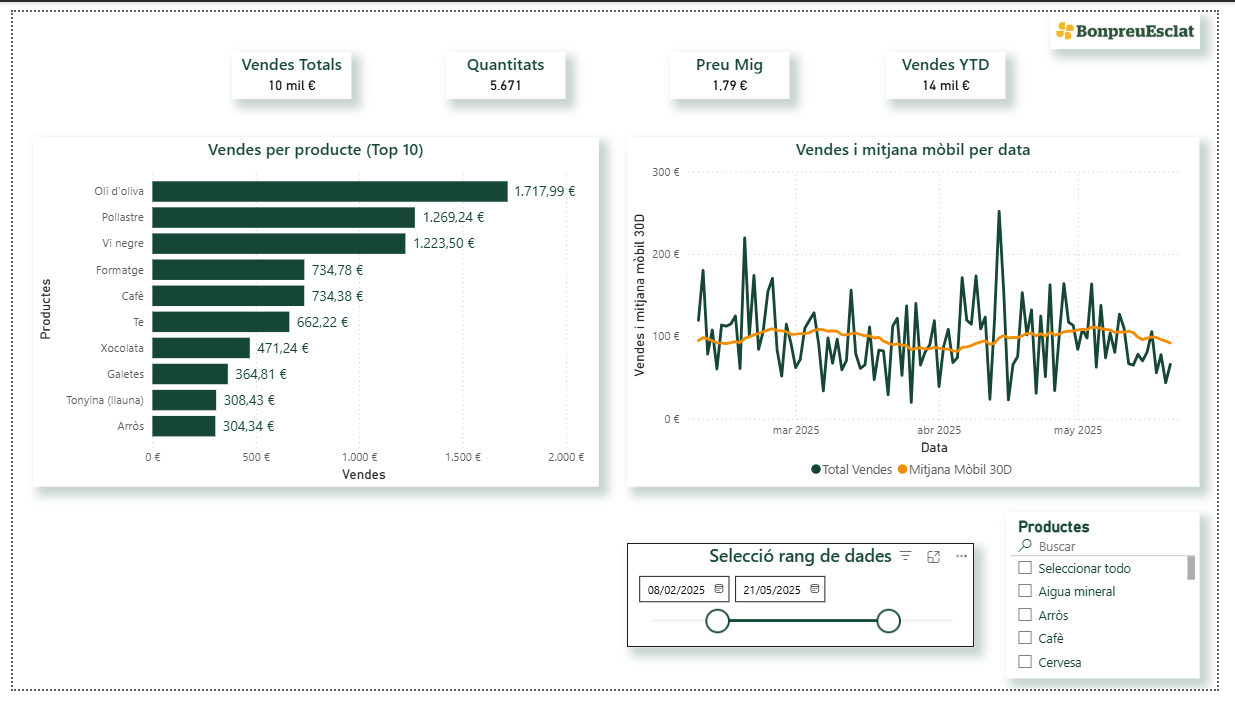 BonpreuEsclat
Vendes Totals
10 mil €
Quantitats
5.671
Preu Mig
1,79 €
Vendes YTD
14 mil €
Vendes per producte (Top 10)
Productes
Oli d'oliva
1.717,99 €
Pollastre
1.269,24 €
Vi negre
1.223,50 €
Formatge
734,78 €
Cafè
734,38 €
Te
662,22 €
Xocolata
471,24 €
Galetes
364,81 €
Tonyina (llauna)
308,43 €
Arròs
304,34 €
0 €
500 €
1.000 €
1.500 €
2.000 €
Vendes
Vendes i mitjana mòbil per data
Vendes i mitjana mòbil 30D
300 €
200 €
100 €
0 €
mar 2025
abr 2025
may 2025
Data
Total Vendes
Mitjana Mòbil 30D
Selecció rang de dades
08/02/2025
21/05/2025
Productes
Buscar
Seleccionar todo
Aigua mineral
Arròs
Cafè
Cervesa